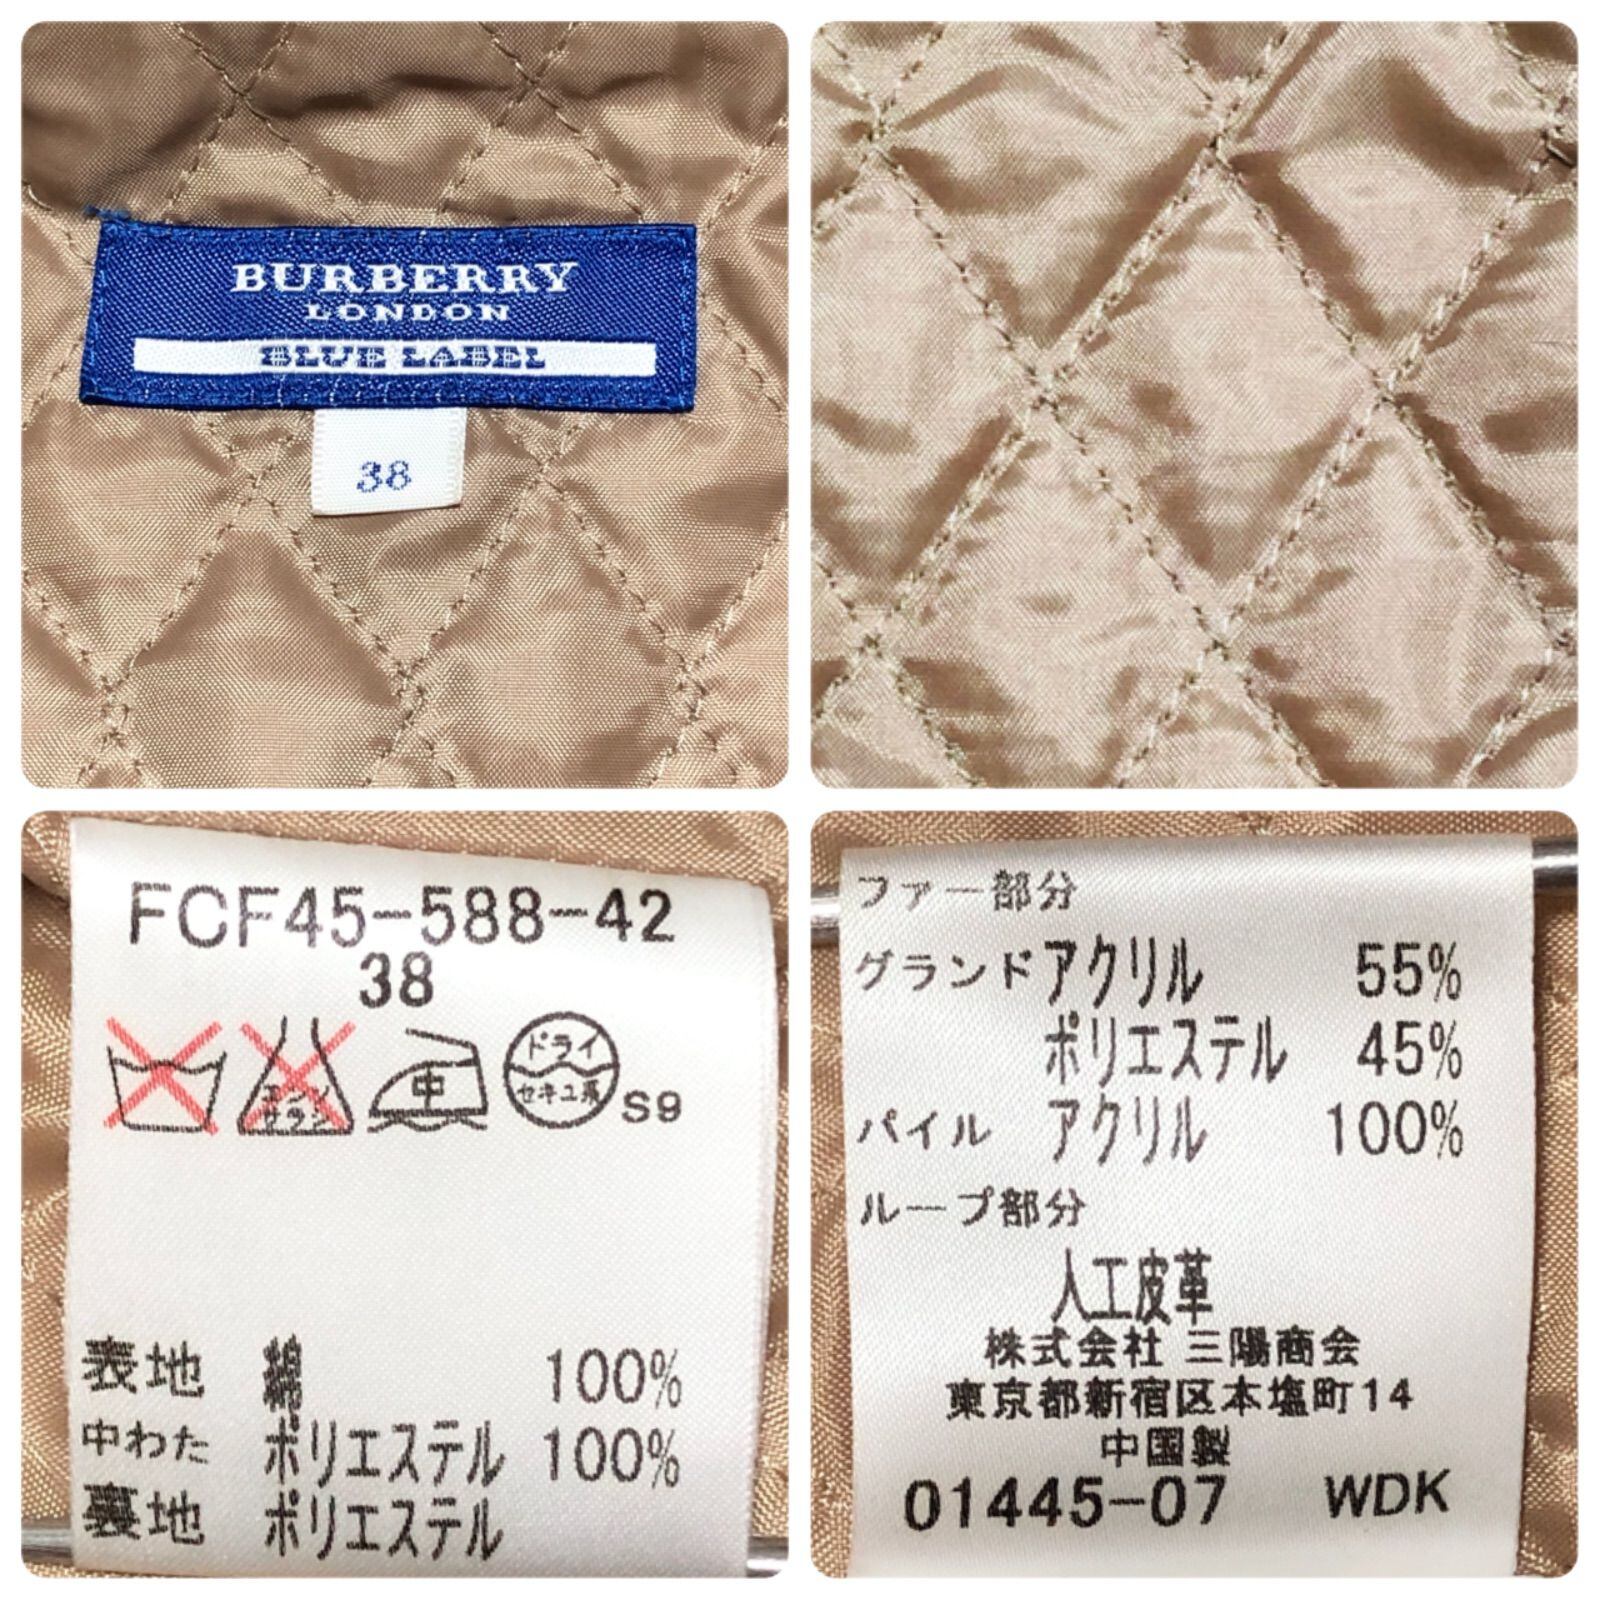 BURBERRY
LONDON
BLUE LABEL
38
FCF45-588-42
38
エンソ
サラシ
中
ドライ
セキユ系
S9
表地 綿 100%
中わた ポリエステル 100%
裏地 ポリエステル
ファー部分
グランド アクリル 55%
ポリエステル 45%
パイル アクリル 100%
ループ部分
人工皮革
株式会社 三陽商会
東京都新宿区本塩町14
中国製
01445-07 WDK